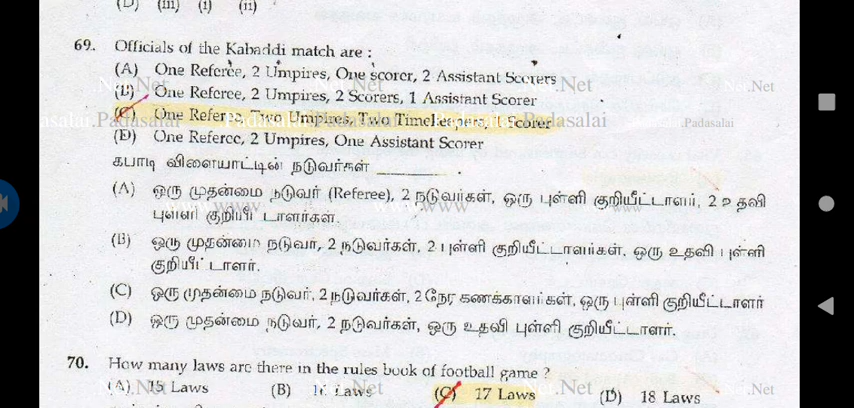 (D) (iii) (i) (ii)
69. Officials of the Kabaddi match are :
(A) One Referee, 2 Umpires, One scorer, 2 Assistant Scorers
(B) One Referee, 2 Umpires, 2 Scorers, 1 Assistant Scorer
(C) One Referee, Two Umpires, Two Timekeepers, 1 Scorer
(D) One Referee, 2 Umpires, One Assistant Scorer
கபாடி விளையாட்டின் நடுவர்கள் ________ .
(A) ஒரு முதன்மை நடுவர் (Referee), 2 நடுவர்கள், ஒரு புள்ளி குறியீட்டாளர், 2 உதவி
புள்ளி குறியீட்டாளர்கள்.
(B) ஒரு முதன்மை நடுவர், 2 நடுவர்கள், 2 புள்ளி குறியீட்டாளர்கள், ஒரு உதவி புள்ளி
குறியீட்டாளர்.
(C) ஒரு முதன்மை நடுவர், 2 நடுவர்கள், 2 நேர கணக்காளர்கள், ஒரு புள்ளி குறியீட்டாளர்
(D) ஒரு முதன்மை நடுவர், 2 நடுவர்கள், ஒரு உதவி புள்ளி குறியீட்டாளர்.
70. How many laws are there in the rules book of football game ?
(A) 15 Laws (B) 16 Laws (C) 17 Laws (D) 18 Laws